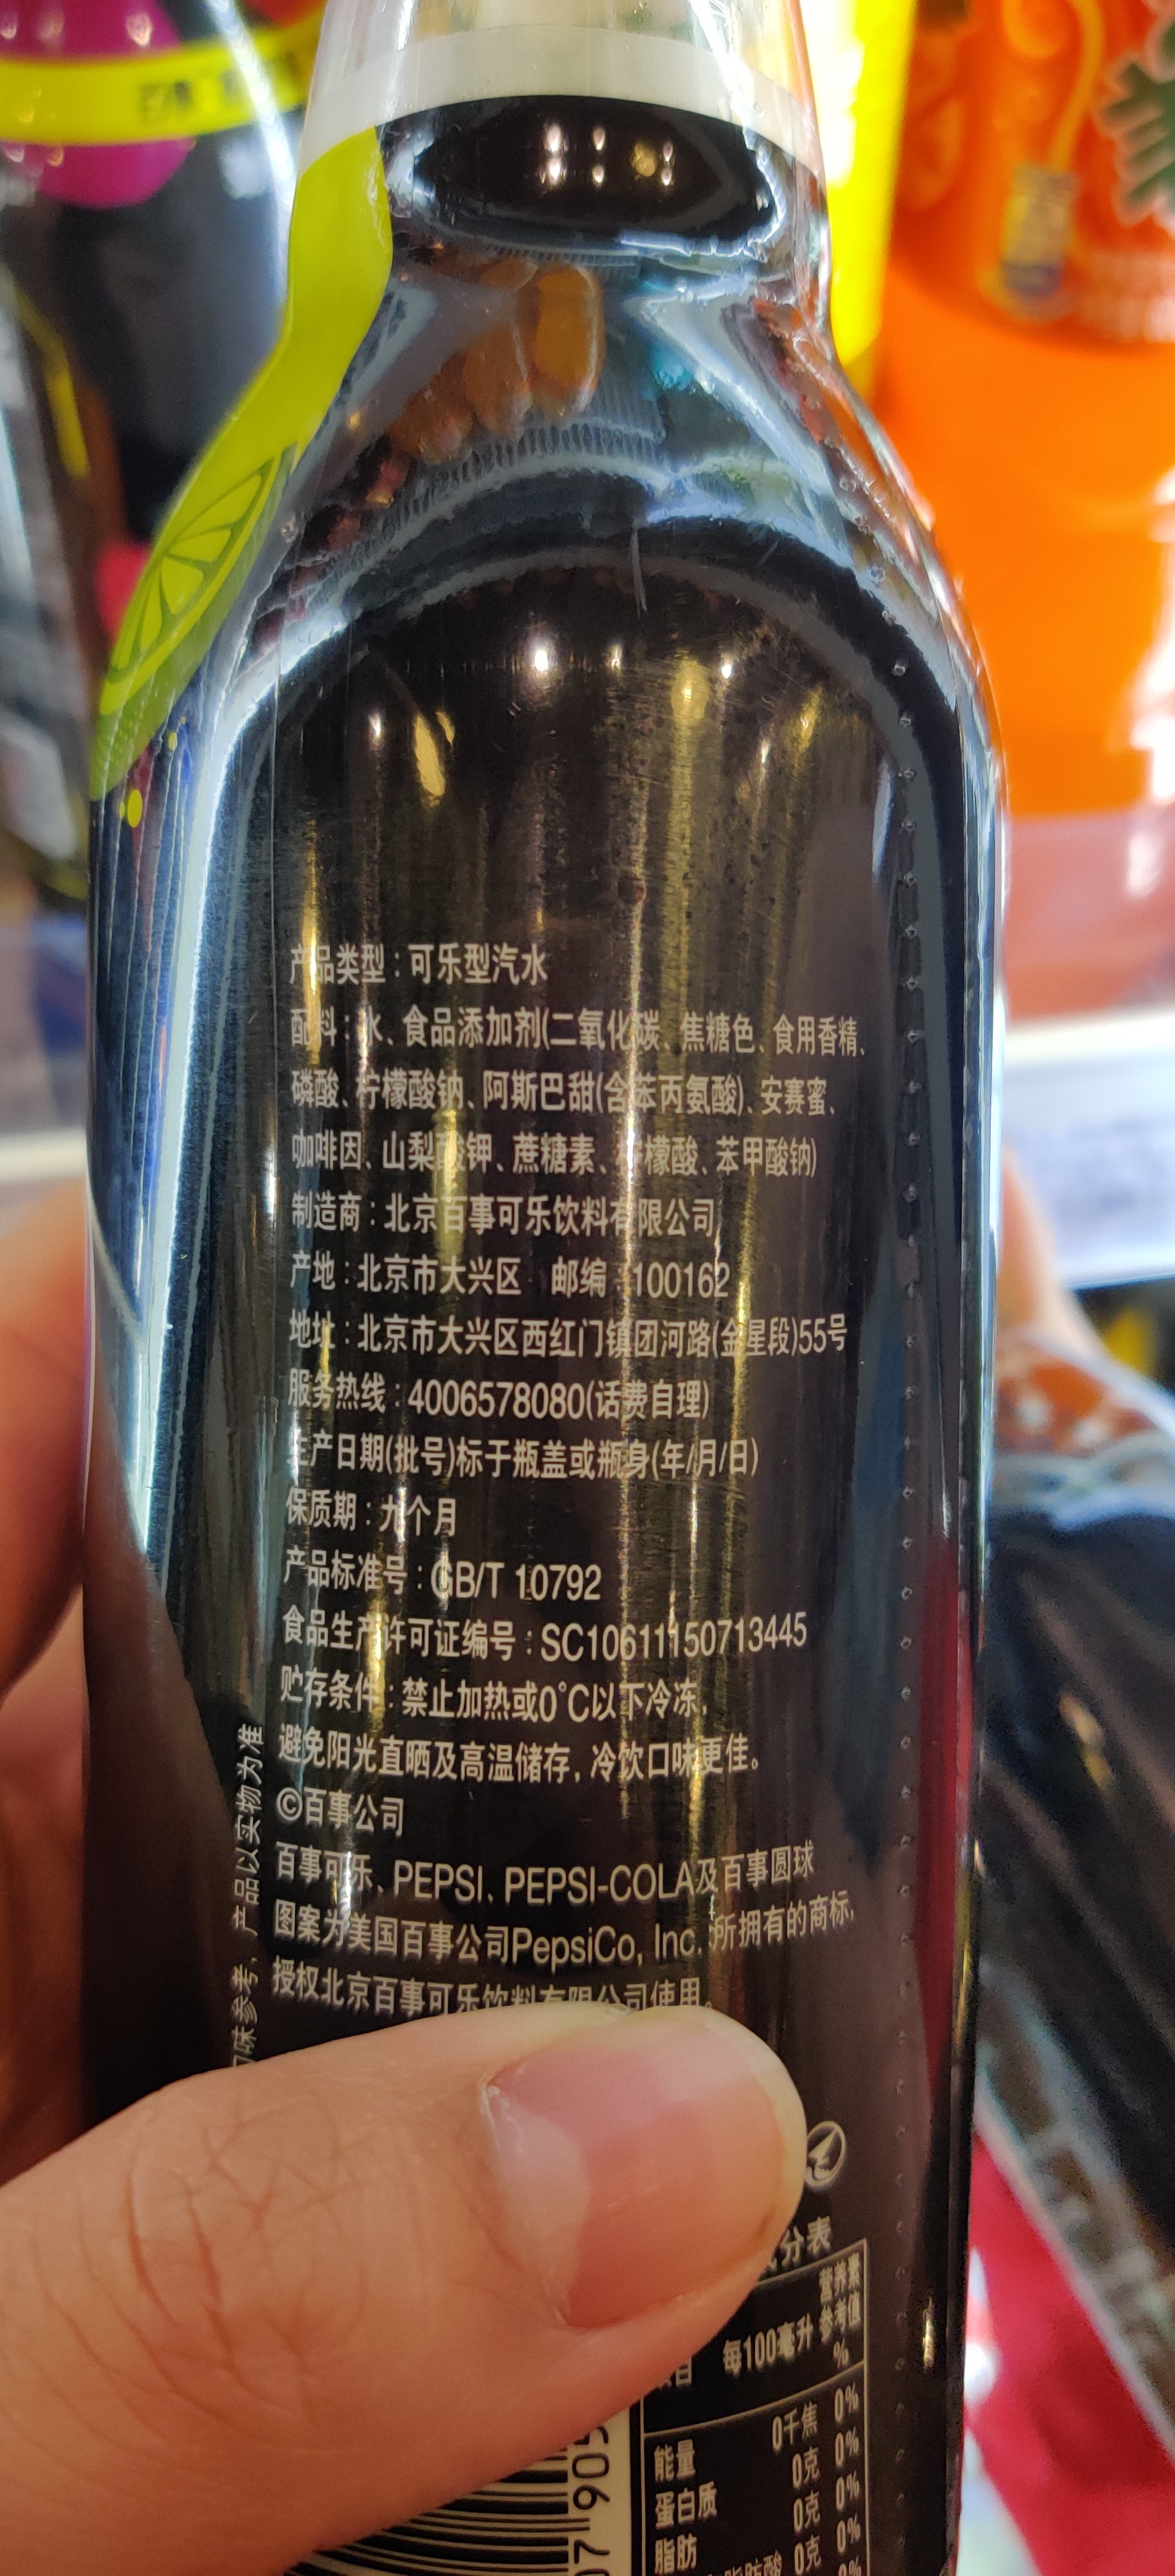 产品类型:可乐型汽水
配料:水、食品添加剂(二氧化碳、焦糖色、食用香精、
磷酸、柠檬酸钠、阿斯巴甜(含苯丙氨酸)、安赛蜜、
咖啡因、山梨酸钾、蔗糖素、柠檬酸、苯甲酸钠)
制造商:北京百事可乐饮料有限公司
产地:北京市大兴区 邮编:100162
地址:北京市大兴区西红门镇团河路(金星段)55号
服务热线:4006578080(话费自理)
生产日期(批号)标于瓶盖或瓶身(年/月/日)
保质期:九个月
产品标准号:GB/T 10792
食品生产许可证编号:SC10611150713445
贮存条件:禁止加热或0°C以下冷冻,
避免阳光直晒及高温储存,冷饮口味更佳。
©百事公司
百事可乐、PEPSI、PEPSI-COLA及百事圆球
图案为美国百事公司PepsiCo, Inc.所拥有的商标,
授权北京百事可乐饮料有限公司使用。
味参考,产品以实物为准
分表
每100毫升 营养素参考值%
能量 0千焦 0%
蛋白质 0克 0%
脂肪 0克 0%
脂肪酸 0克 0%
07 905